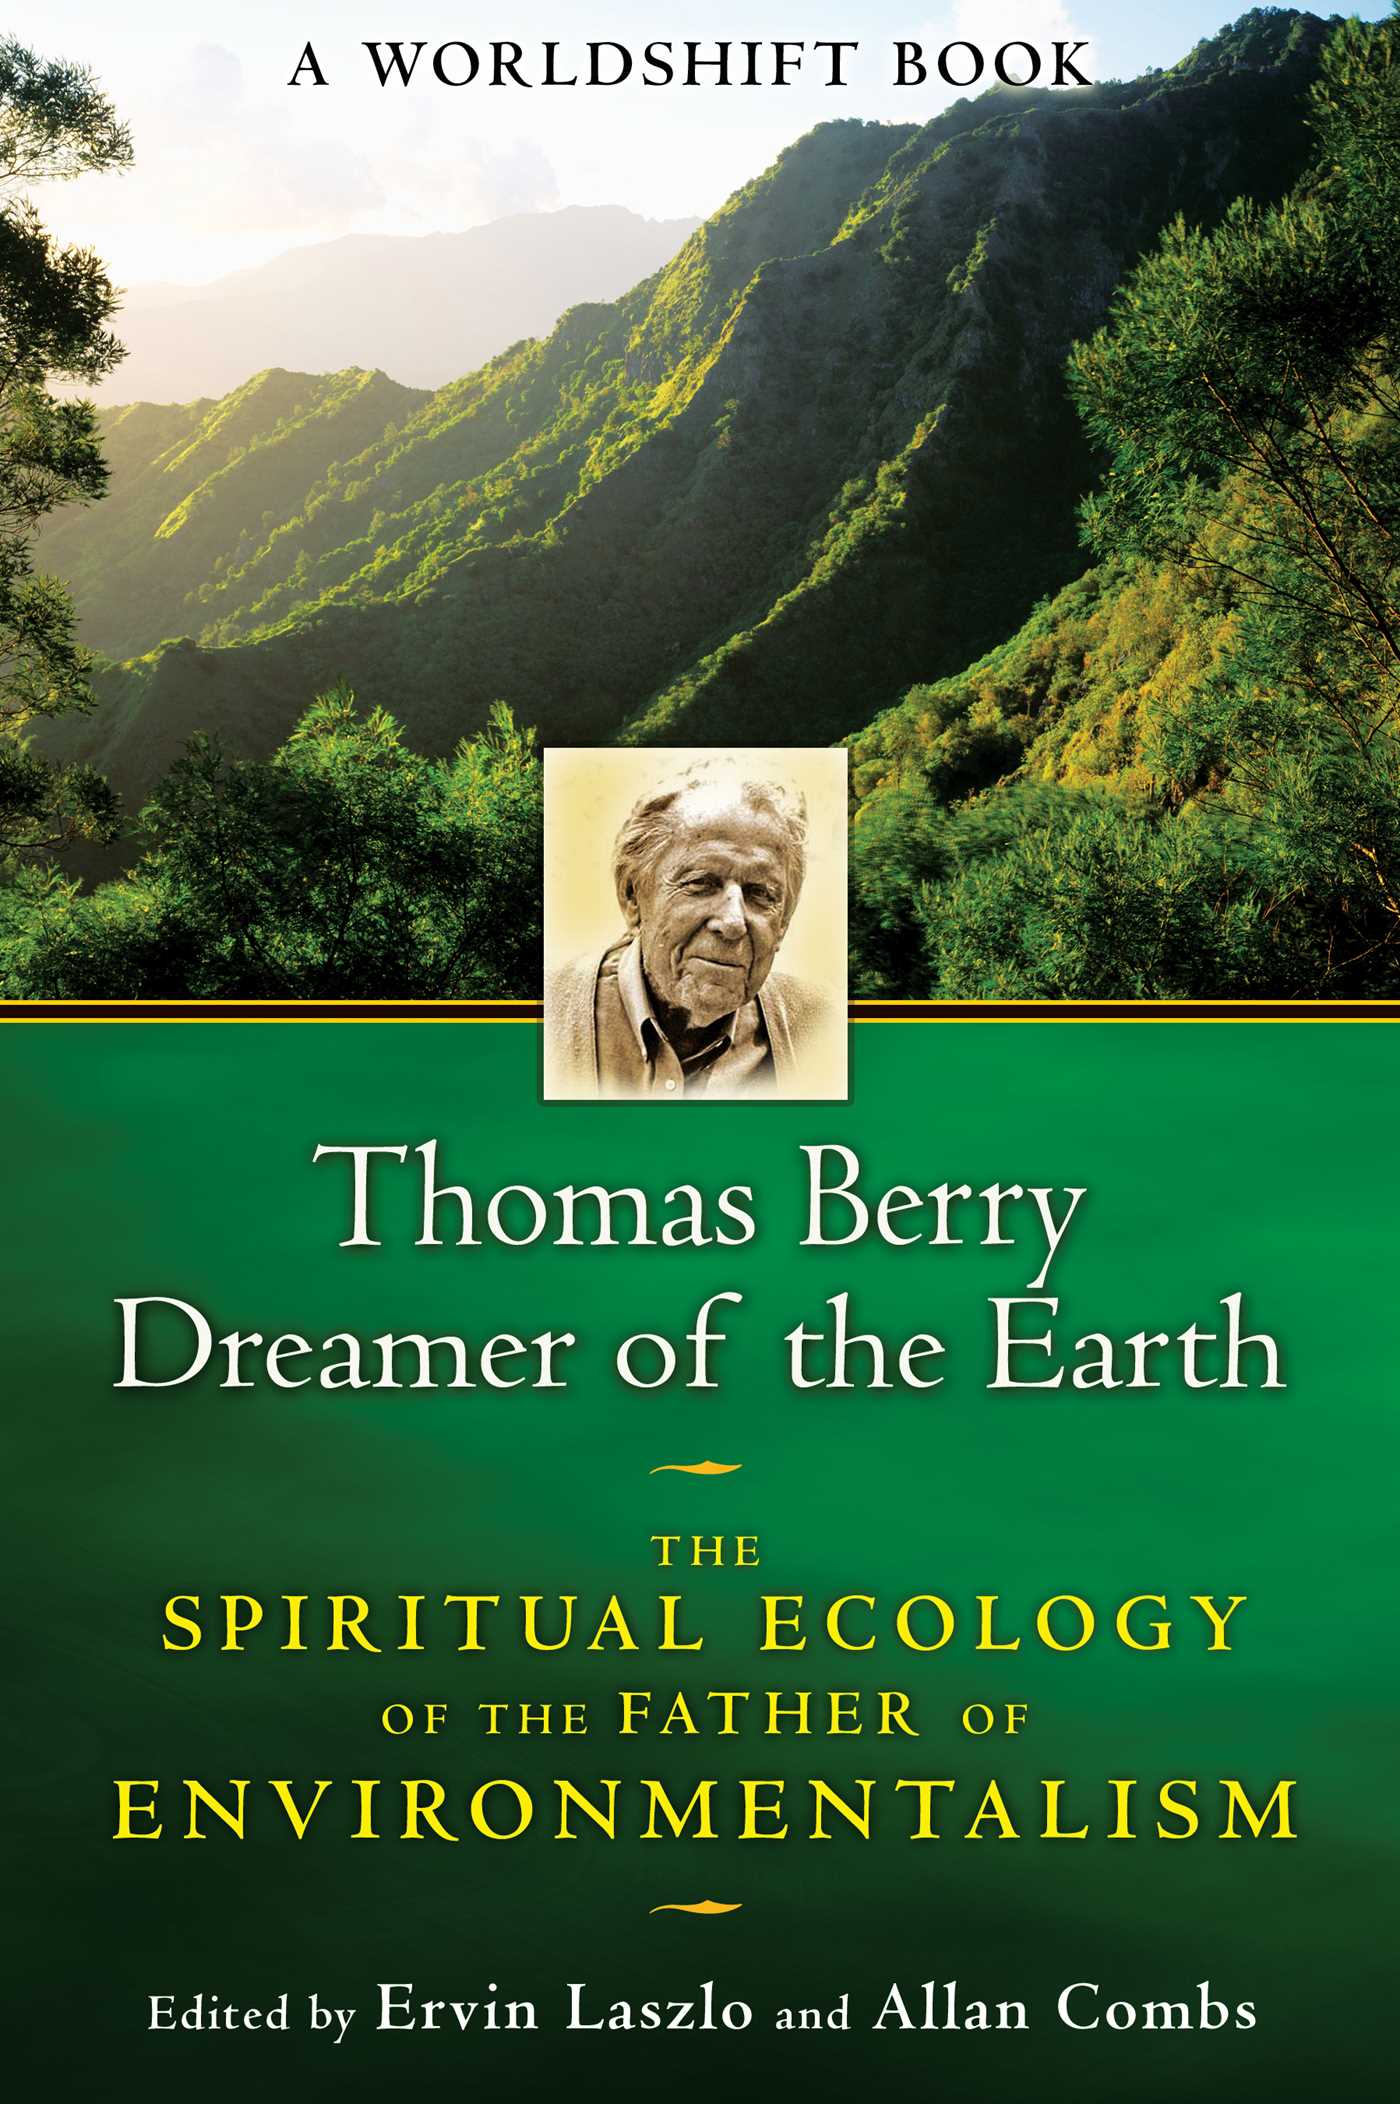 A WORLDSHIFT BOOK
Thomas Berry
Dreamer of the Earth
THE
SPIRITUAL ECOLOGY
OF THE FATHER OF
ENVIRONMENTALISM
Edited by Ervin Laszlo and Allan Combs